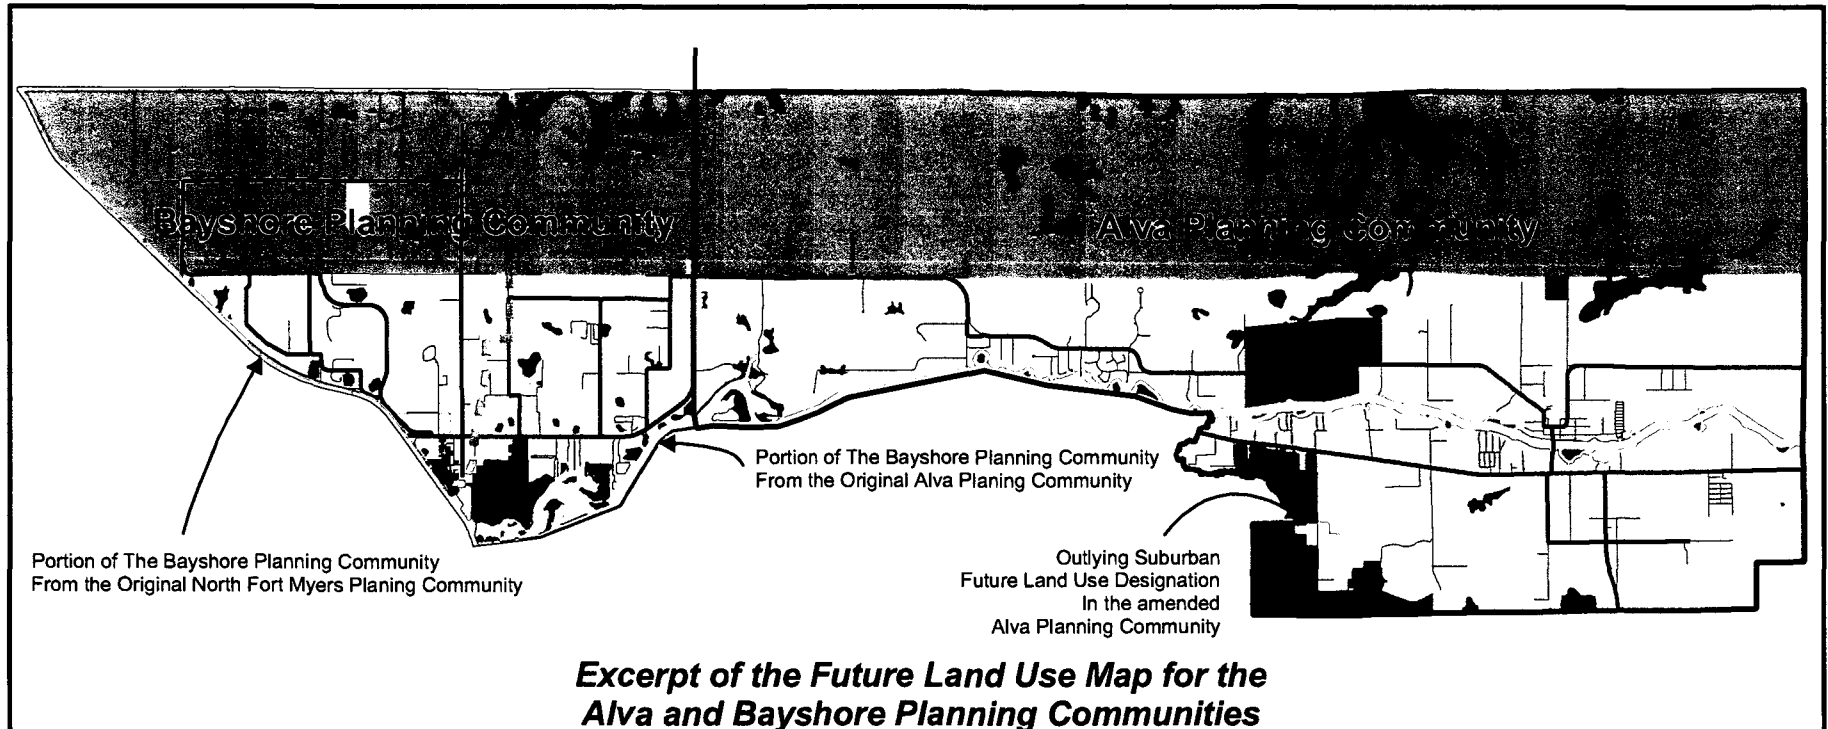 Bayshore Planning Community
Alva Planning Community
Portion of The Bayshore Planning Community
From the Original Alva Planing Community
Portion of The Bayshore Planning Community
From the Original North Fort Myers Planing Community
Outlying Suburban
Future Land Use Designation
In the amended
Alva Planning Community
Excerpt of the Future Land Use Map for the
Alva and Bayshore Planning Communities